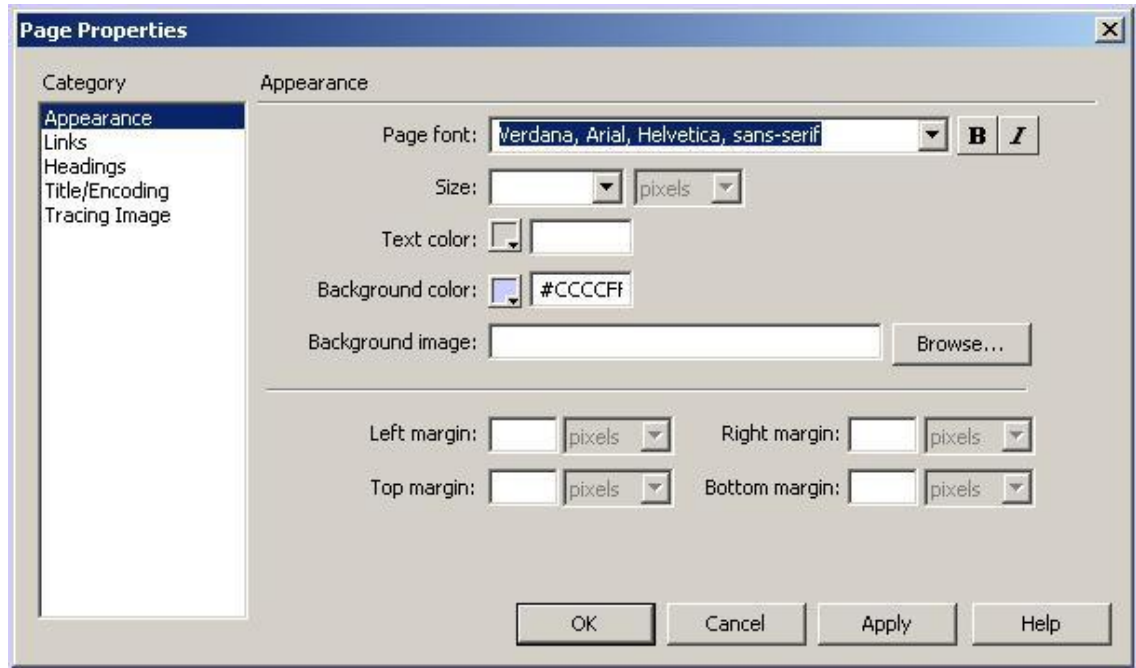 Page Properties
Category
Appearance
Links
Headings
Title/Encoding
Tracing Image
Appearance
Page font: Verdana, Arial, Helvetica, sans-serif B I
Size: pixels
Text color:
Background color: #CCCCFF
Background image: Browse...
Left margin: pixels Right margin: pixels
Top margin: pixels Bottom margin: pixels
OK Cancel Apply Help